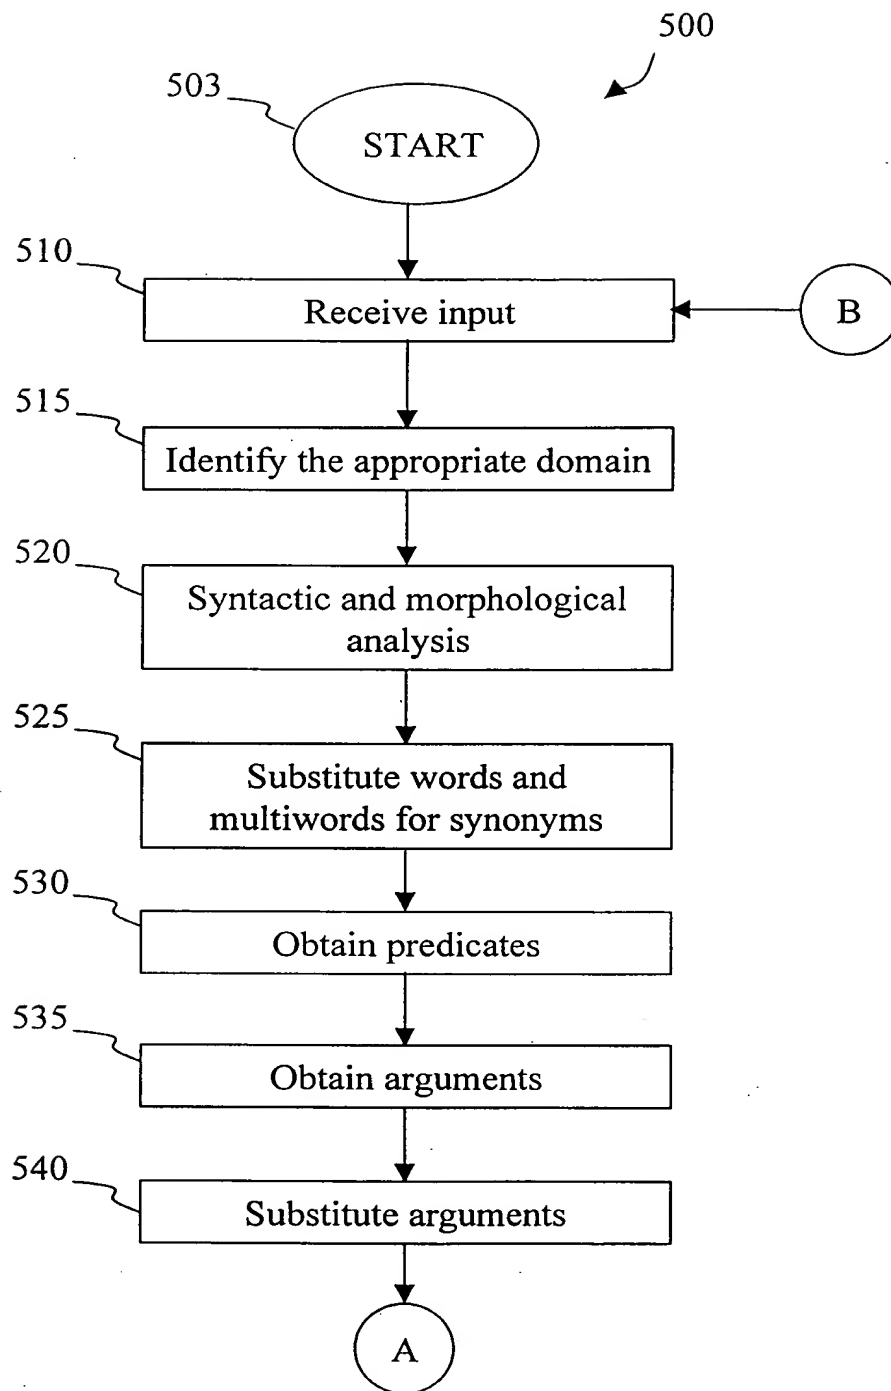 500
503
START
510
Receive input
B
515
Identify the appropriate domain
520
Syntactic and morphological
analysis
525
Substitute words and
multiwords for synonyms
530
Obtain predicates
535
Obtain arguments
540
Substitute arguments
A